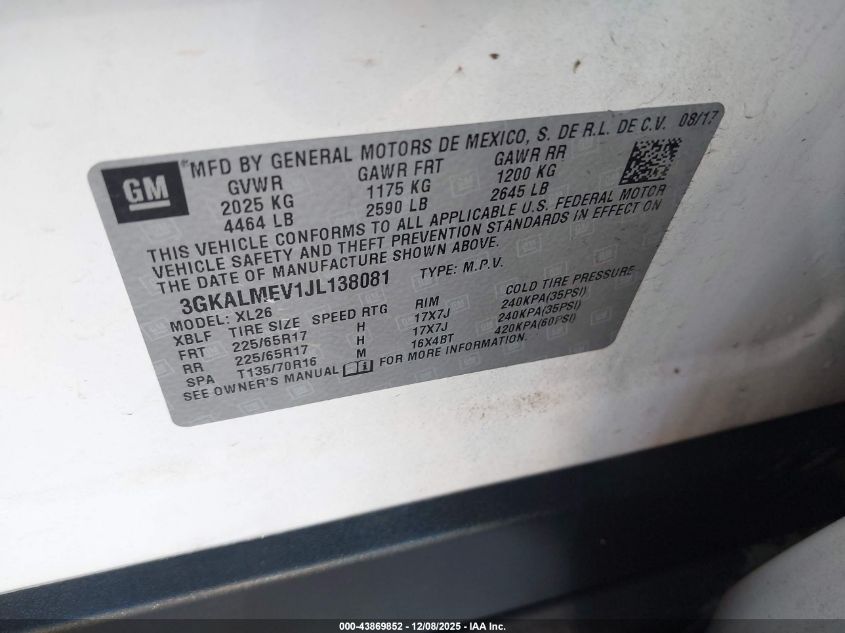 GM
MFD BY GENERAL MOTORS DE MEXICO, S. DE R.L. DE C.V. 08/17
GVWR GAWR FRT GAWR RR
2025 KG 1175 KG 1200 KG
4464 LB 2590 LB 2645 LB
THIS VEHICLE CONFORMS TO ALL APPLICABLE U.S. FEDERAL MOTOR
VEHICLE SAFETY AND THEFT PREVENTION STANDARDS IN EFFECT ON
THE DATE OF MANUFACTURE SHOWN ABOVE.
3GKALMEV1JL138081 TYPE: M.P.V.
MODEL: XL26
XBLF TIRE SIZE SPEED RTG RIM COLD TIRE PRESSURE
FRT 225/65R17 H 17X7J 240KPA(35PSI)
RR 225/65R17 H 17X7J 240KPA(35PSI)
SPA T135/70R16 M 16X4BT 420KPA(60PSI)
SEE OWNER'S MANUAL FOR MORE INFORMATION.
000-43869852 - 12/08/2025 - IAA Inc.